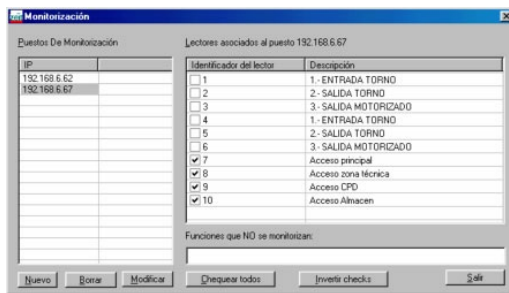 Monitorización
Puestos De Monitorización
Lectores asociados al puesto 192.168.6.67
IP
192.168.6.62
192.168.6.67
Identificador del lector Descripción
1 1.- ENTRADA TORNO
2 2.- SALIDA TORNO
3 3.- SALIDA MOTORIZADO
4 1.- ENTRADA TORNO
5 2.- SALIDA TORNO
6 3.- SALIDA MOTORIZADO
7 Acceso principal
8 Acceso zona técnica
9 Acceso CPD
10 Acceso Almacen
Funciones que NO se monitorizan:
Nuevo Borrar Modificar Chequear todos Invertir checks Salir